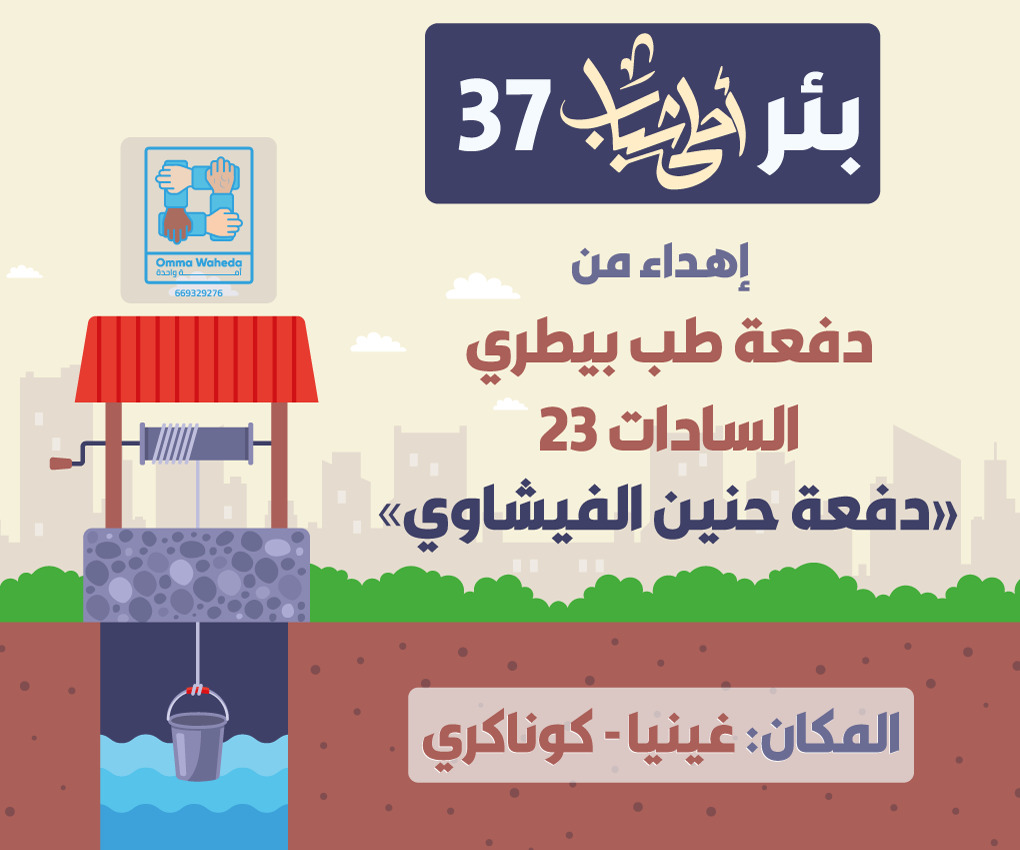 بئر أحلى شباب 37
Omma Waheda
أمـــة واحدة
669329276
إهداء من
دفعة طب بيطري
السادات 23
«دفعة حنين الفيشاوي»
المكان: غينيا - كوناكري